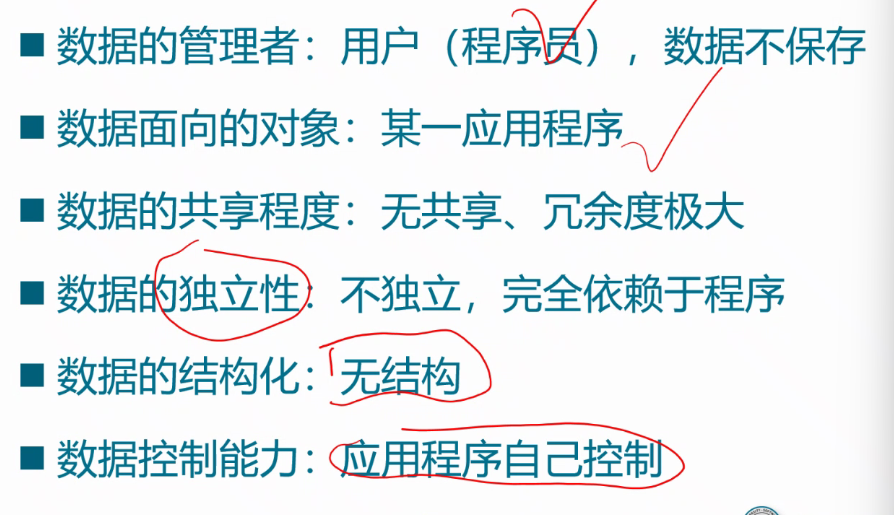 ■ 数据的管理者：用户（程序员），数据不保存
■ 数据面向的对象：某一应用程序
■ 数据的共享程度：无共享、冗余度极大
■ 数据的独立性：不独立，完全依赖于程序
■ 数据的结构化：无结构
■ 数据控制能力：应用程序自己控制